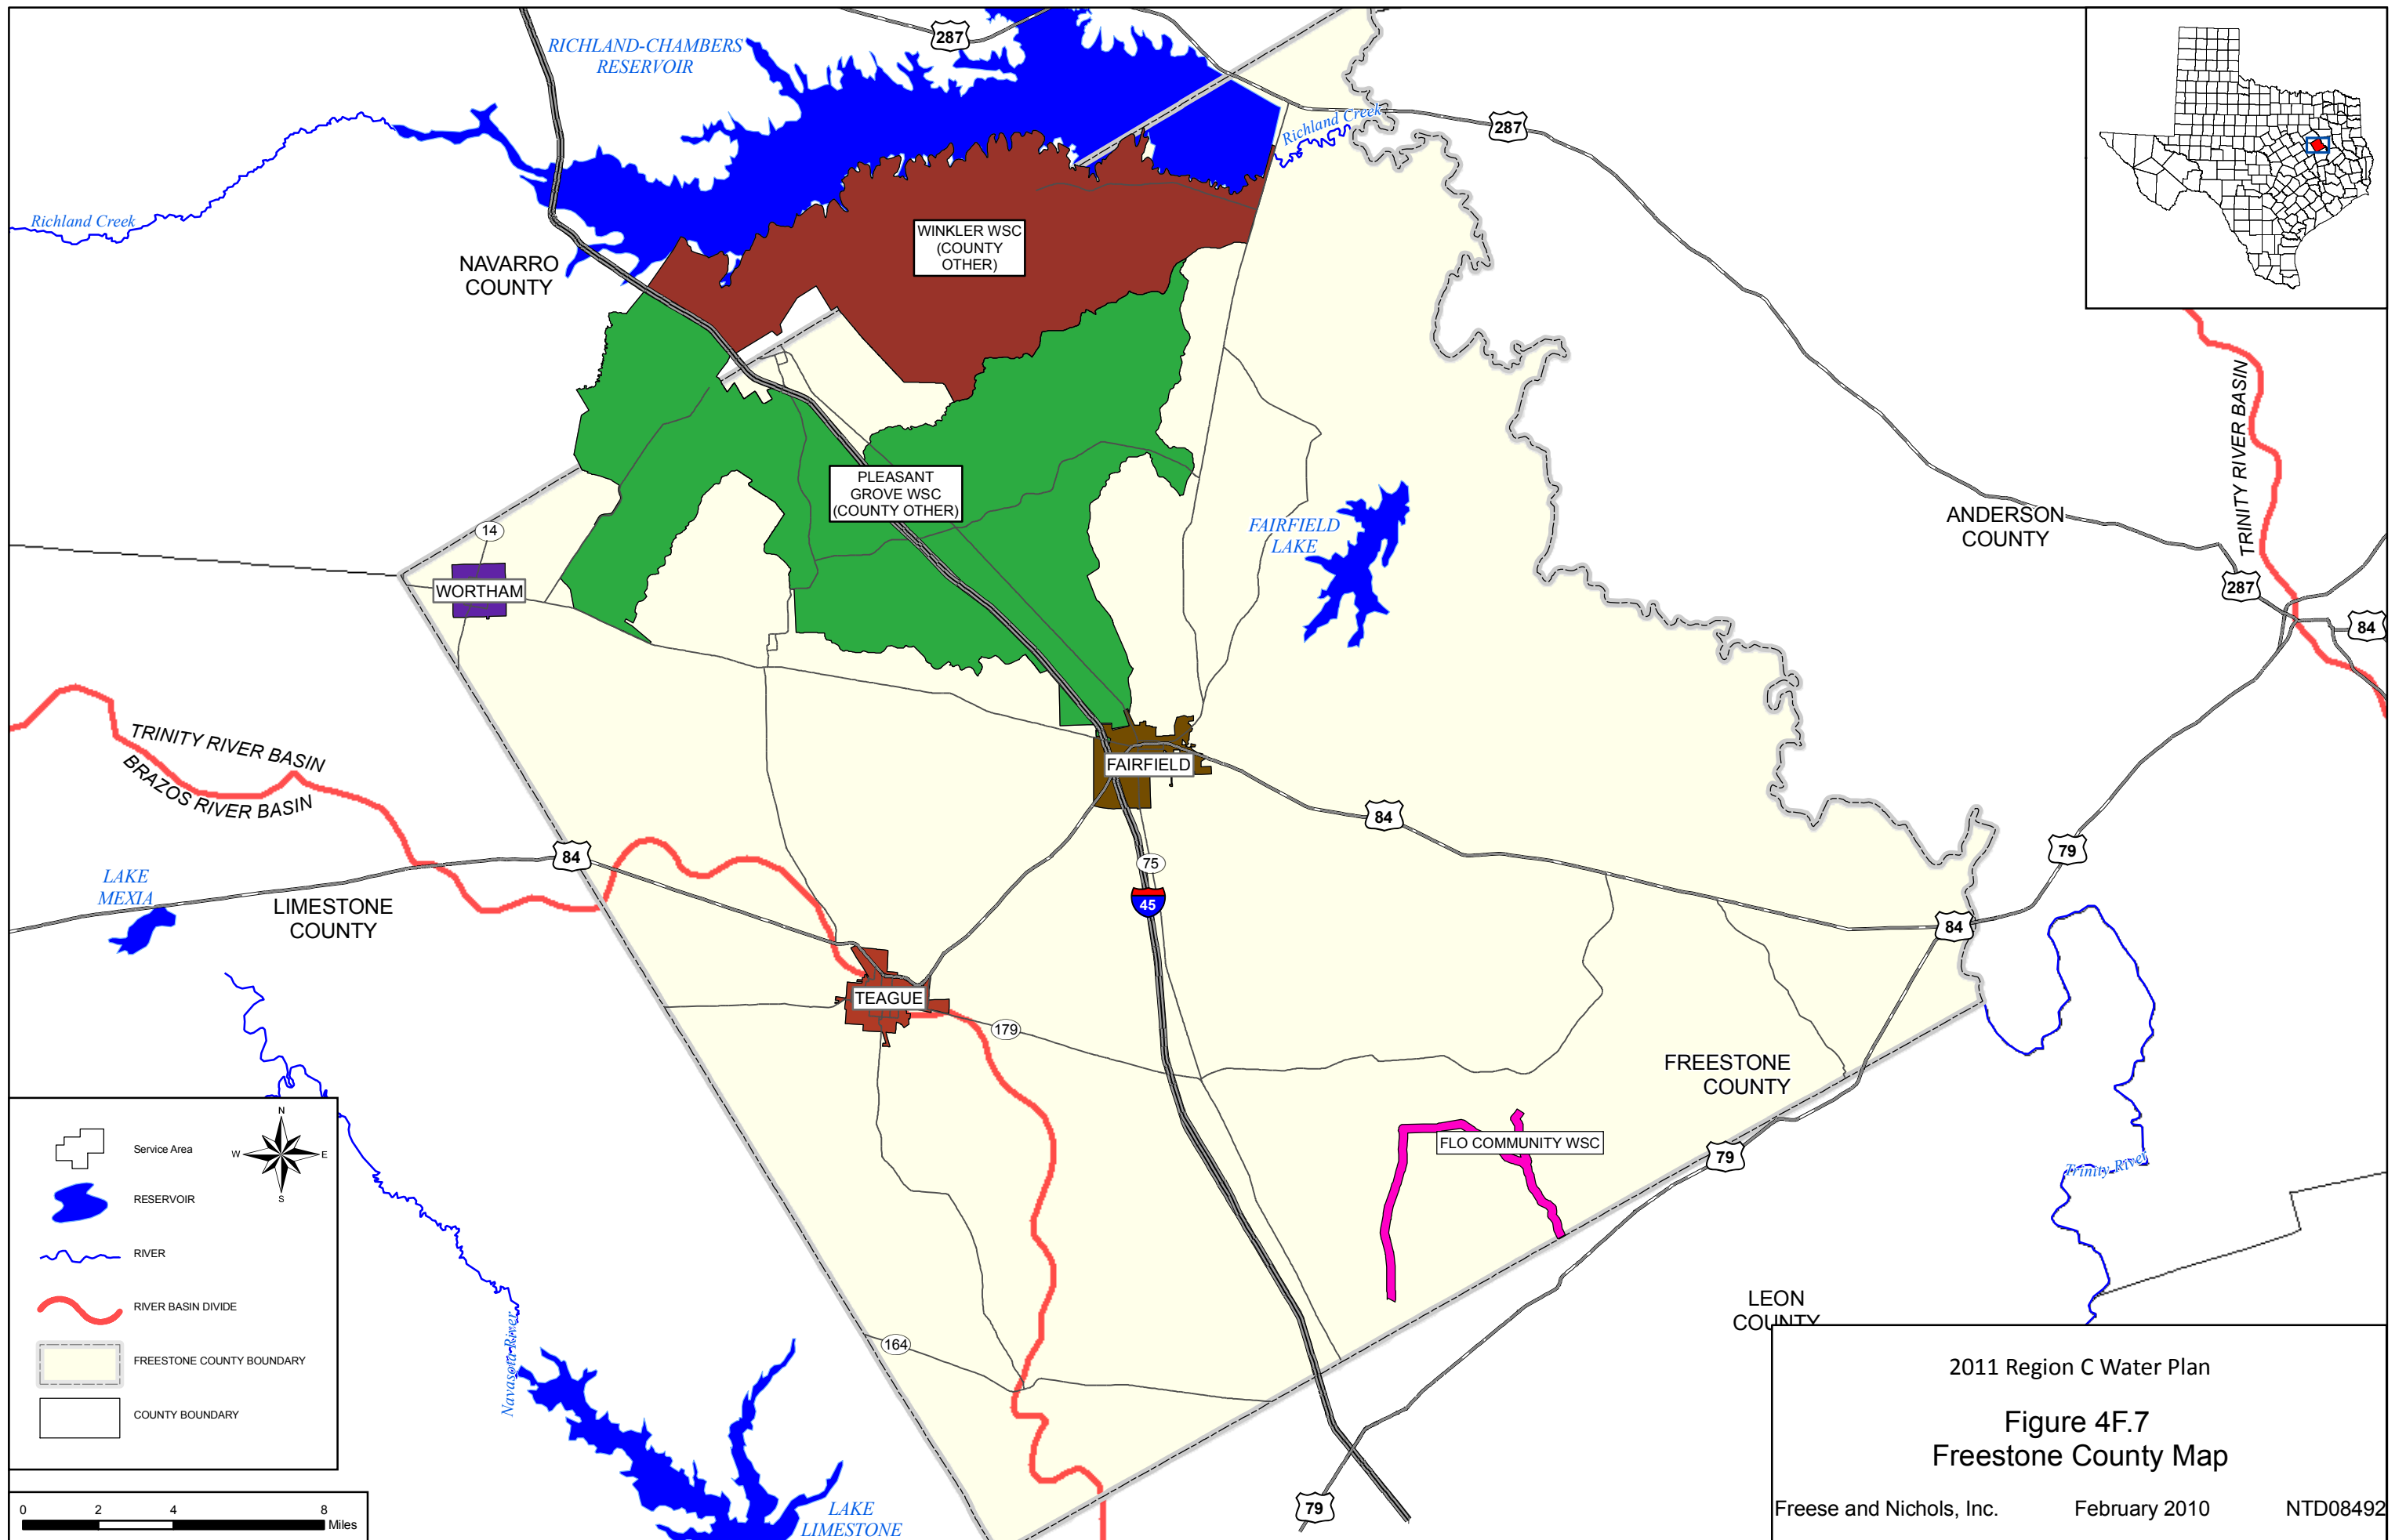 287
RICHLAND-CHAMBERS
RESERVOIR
Richland Creek
287
Richland Creek
WINKLER WSC
(COUNTY
OTHER)
NAVARRO
COUNTY
TRINITY RIVER BASIN
PLEASANT
GROVE WSC
(COUNTY OTHER)
14
FAIRFIELD
LAKE
ANDERSON
COUNTY
WORTHAM
287
84
TRINITY RIVER BASIN
BRAZOS RIVER BASIN
FAIRFIELD
84
84
75
79
LAKE
MEXIA
45
LIMESTONE
COUNTY
84
TEAGUE
179
FREESTONE
COUNTY
FLO COMMUNITY WSC
79
Trinity River
N
W
E
S
Service Area
RESERVOIR
RIVER
RIVER BASIN DIVIDE
FREESTONE COUNTY BOUNDARY
COUNTY BOUNDARY
Navasota River
164
LEON
COUNTY
79
LAKE
LIMESTONE
0 2 4 8
Miles
2011 Region C Water Plan
Figure 4F.7
Freestone County Map
Freese and Nichols, Inc. February 2010 NTD08492